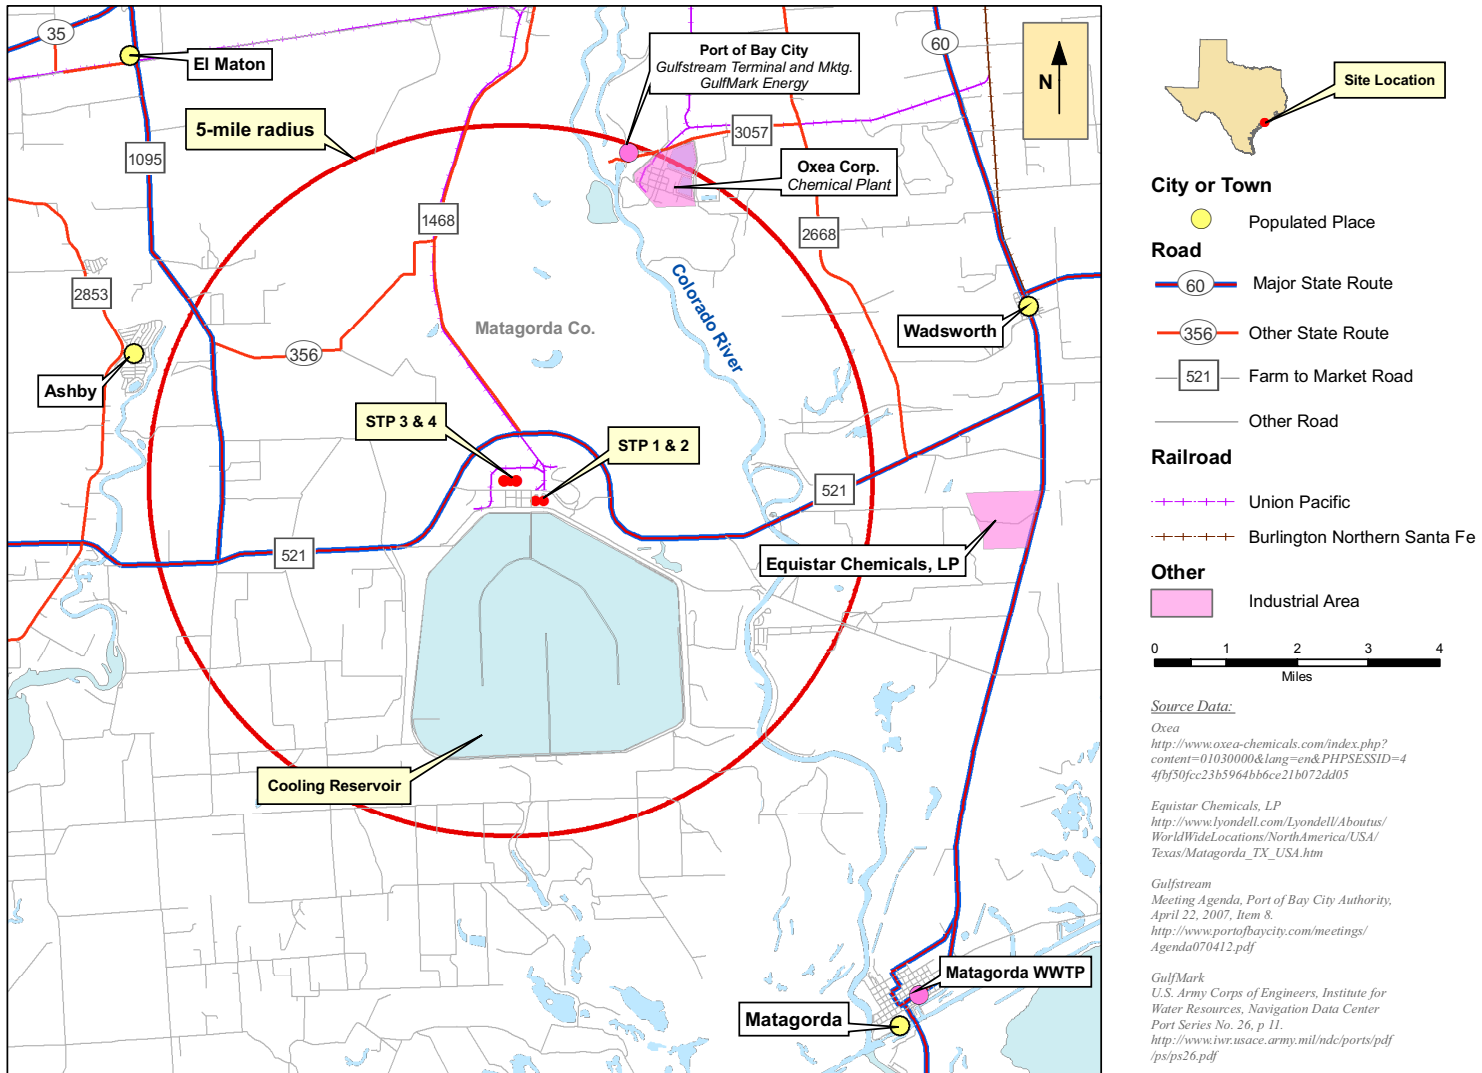 35
El Maton
5-mile radius
1095
Port of Bay City
Gulfstream Terminal and Mktg.
GulfMark Energy
60
N
3057
Oxea Corp.
Chemical Plant
1468
2668
2853
Colorado River
Matagorda Co.
Wadsworth
356
Ashby
STP 3 & 4
STP 1 & 2
521
521
Equistar Chemicals, LP
Cooling Reservoir
Matagorda WWTP
Matagorda
Site Location
City or Town
Populated Place
Road
60
Major State Route
356
Other State Route
521
Farm to Market Road
Other Road
Railroad
Union Pacific
Burlington Northern Santa Fe
Other
Industrial Area
0 1 2 3 4
Miles
Source Data:
Oxea
http://www.oxea-chemicals.com/index.php?
content=01030000&lang=en&PHPSESSID=4
4fbf50fcc23b5964bb6ce21b072dd05
Equistar Chemicals, LP
http://www.lyondell.com/Lyondell/Aboutus/
WorldWideLocations/NorthAmerica/USA/
Texas/Matagorda_TX_USA.htm
Gulfstream
Meeting Agenda, Port of Bay City Authority,
April 22, 2007, Item 8.
http://www.portofbaycity.com/meetings/
Agenda070412.pdf
GulfMark
U.S. Army Corps of Engineers, Institute for
Water Resources, Navigation Data Center
Port Series No. 26, p 11.
http://www.iwr.usace.army.mil/ndc/ports/pdf
/ps/ps26.pdf